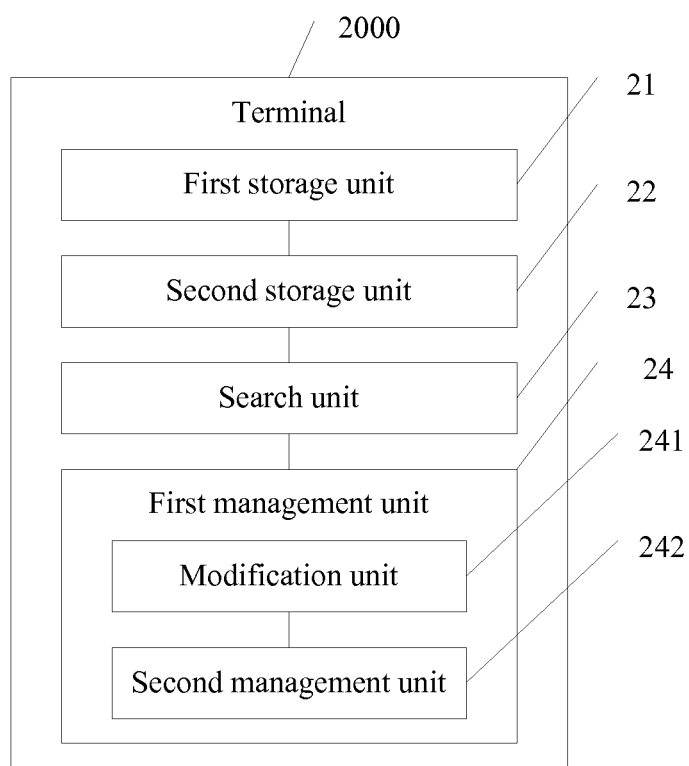 2000
Terminal
21
First storage unit
22
Second storage unit
23
Search unit
24
First management unit
241
Modification unit
242
Second management unit